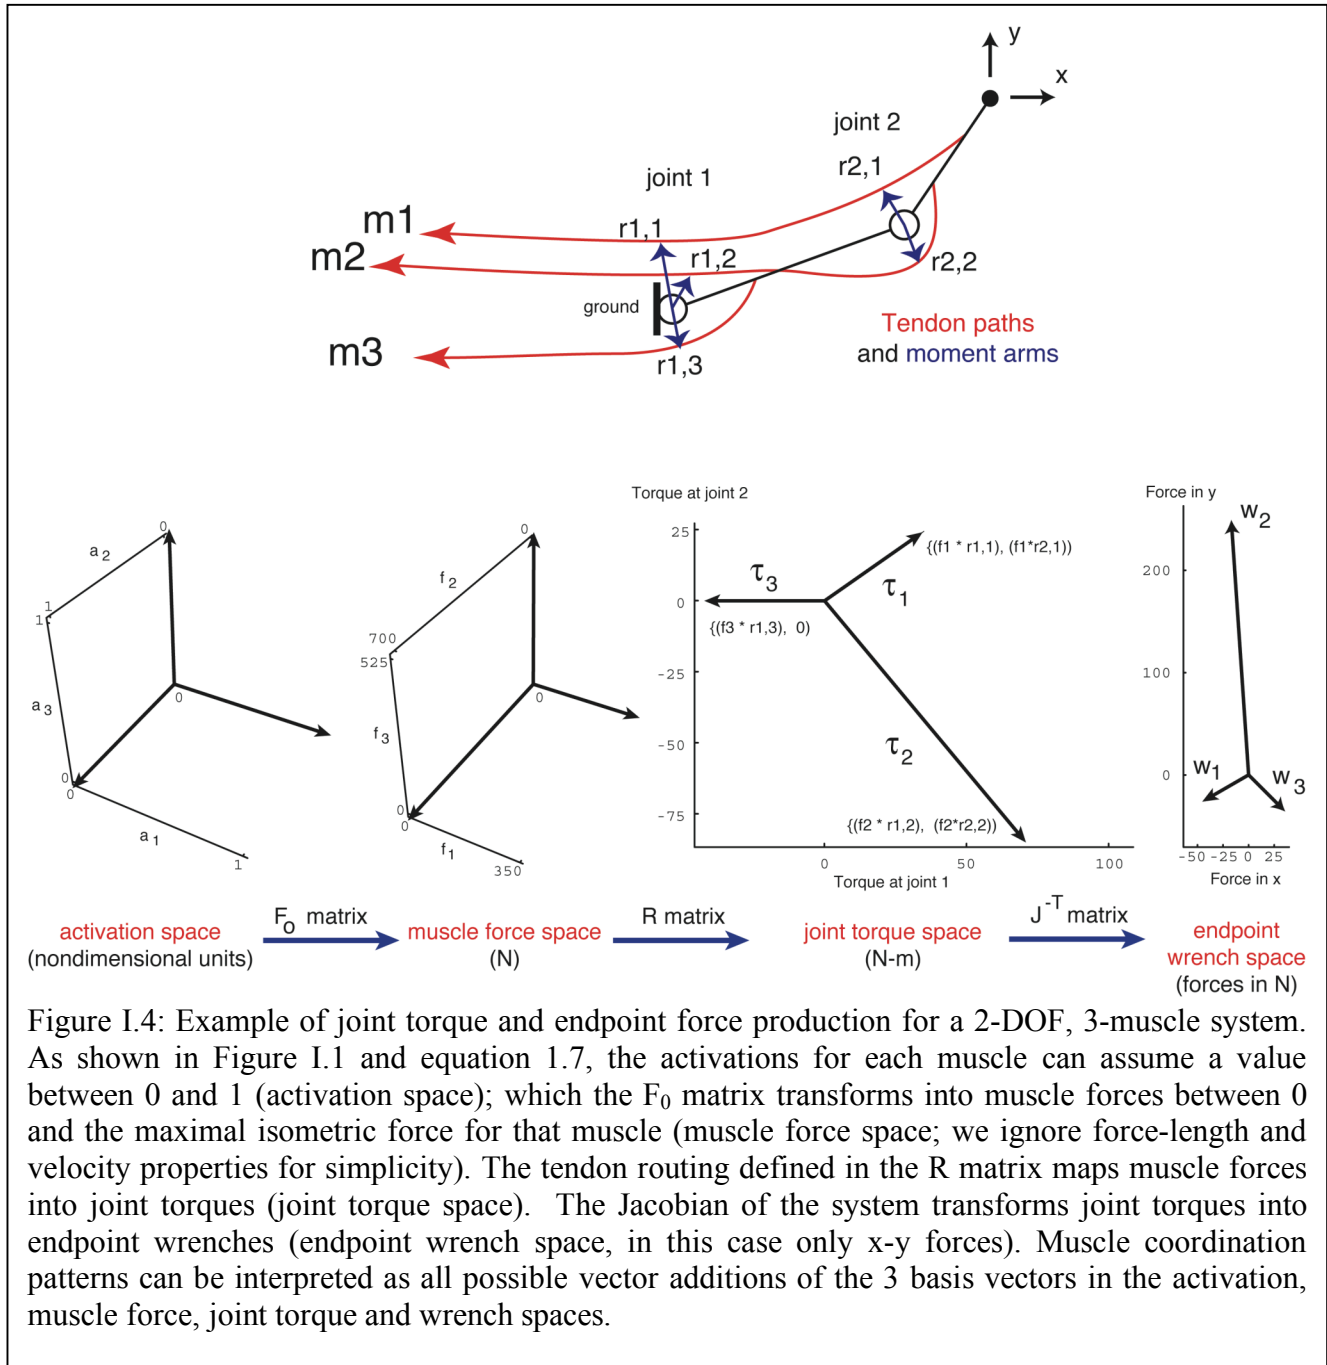 y
x
joint 2
r2,1
joint 1
m1
r1,1
m2
r1,2
r2,2
ground
m3
r1,3
Tendon paths
and moment arms
0
a2
1
1
a3
0
0
0
a1
1
0
f2
700
525
f3
0
0
0
f1
350
Torque at joint 2
25
0
-25
-50
-75
τ3
{(f3 * r1,3), 0)
{(f1 * r1,1), (f1*r2,1))
τ1
τ2
{(f2 * r1,2), (f2*r2,2))
0 50 100
Torque at joint 1
Force in y
w2
200
100
0
w1
w3
-50 -25 0 25
Force in x
activation space
(nondimensional units)
Fo matrix
muscle force space
(N)
R matrix
joint torque space
(N-m)
J-T matrix
endpoint
wrench space
(forces in N)
Figure I.4: Example of joint torque and endpoint force production for a 2-DOF, 3-muscle system.
As shown in Figure I.1 and equation 1.7, the activations for each muscle can assume a value
between 0 and 1 (activation space); which the F0 matrix transforms into muscle forces between 0
and the maximal isometric force for that muscle (muscle force space; we ignore force-length and
velocity properties for simplicity). The tendon routing defined in the R matrix maps muscle forces
into joint torques (joint torque space). The Jacobian of the system transforms joint torques into
endpoint wrenches (endpoint wrench space, in this case only x-y forces). Muscle coordination
patterns can be interpreted as all possible vector additions of the 3 basis vectors in the activation,
muscle force, joint torque and wrench spaces.